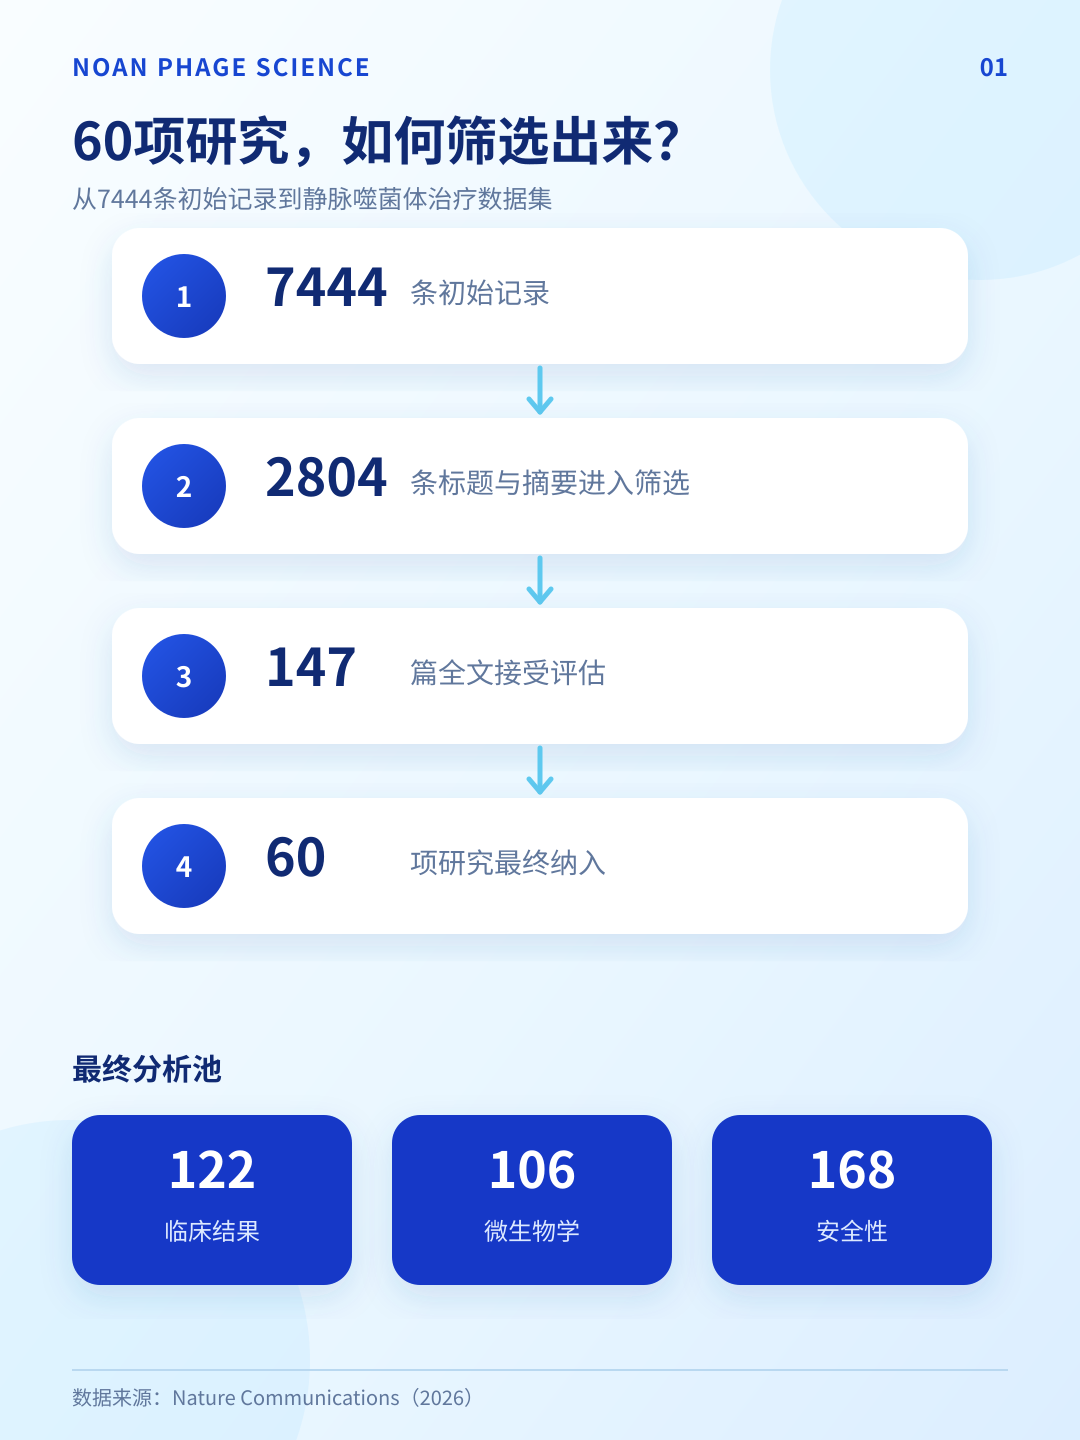 NOAN PHAGE SCIENCE
01
60项研究，如何筛选出来？
从7444条初始记录到静脉噬菌体治疗数据集
1
7444 条初始记录
2
2804 条标题与摘要进入筛选
3
147 篇全文接受评估
4
60 项研究最终纳入
最终分析池
122
临床结果
106
微生物学
168
安全性
数据来源：Nature Communications（2026）